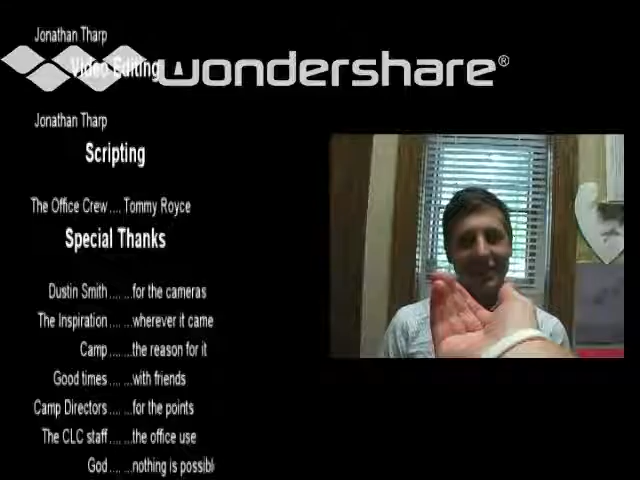 Jonathan Tharp
Video Editing
wondershare®
Jonathan Tharp
Scripting
The Office Crew .... Tommy Royce
Special Thanks
Dustin Smith .... ...for the cameras
The Inspiration .... ...wherever it came
Camp .... ...the reason for it
Good times .... ...with friends
Camp Directors .... ...for the points
The CLC staff .... ...the office use
God .... ...nothing is possibl